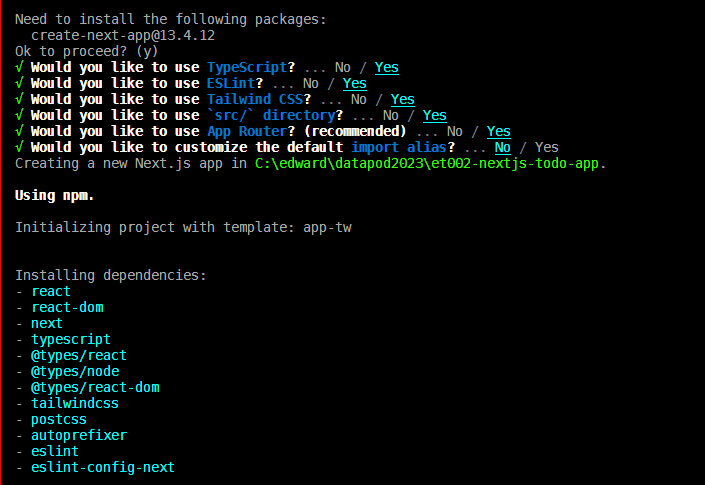 Need to install the following packages:
  create-next-app@13.4.12
Ok to proceed? (y)
√ Would you like to use TypeScript? ... No / Yes
√ Would you like to use ESLint? ... No / Yes
√ Would you like to use Tailwind CSS? ... No / Yes
√ Would you like to use `src/` directory? ... No / Yes
√ Would you like to use App Router? (recommended) ... No / Yes
√ Would you like to customize the default import alias? ... No / Yes
Creating a new Next.js app in C:\edward\datapod2023\et002-nextjs-todo-app.
Using npm.
Initializing project with template: app-tw
Installing dependencies:
- react
- react-dom
- next
- typescript
- @types/react
- @types/node
- @types/react-dom
- tailwindcss
- postcss
- autoprefixer
- eslint
- eslint-config-next